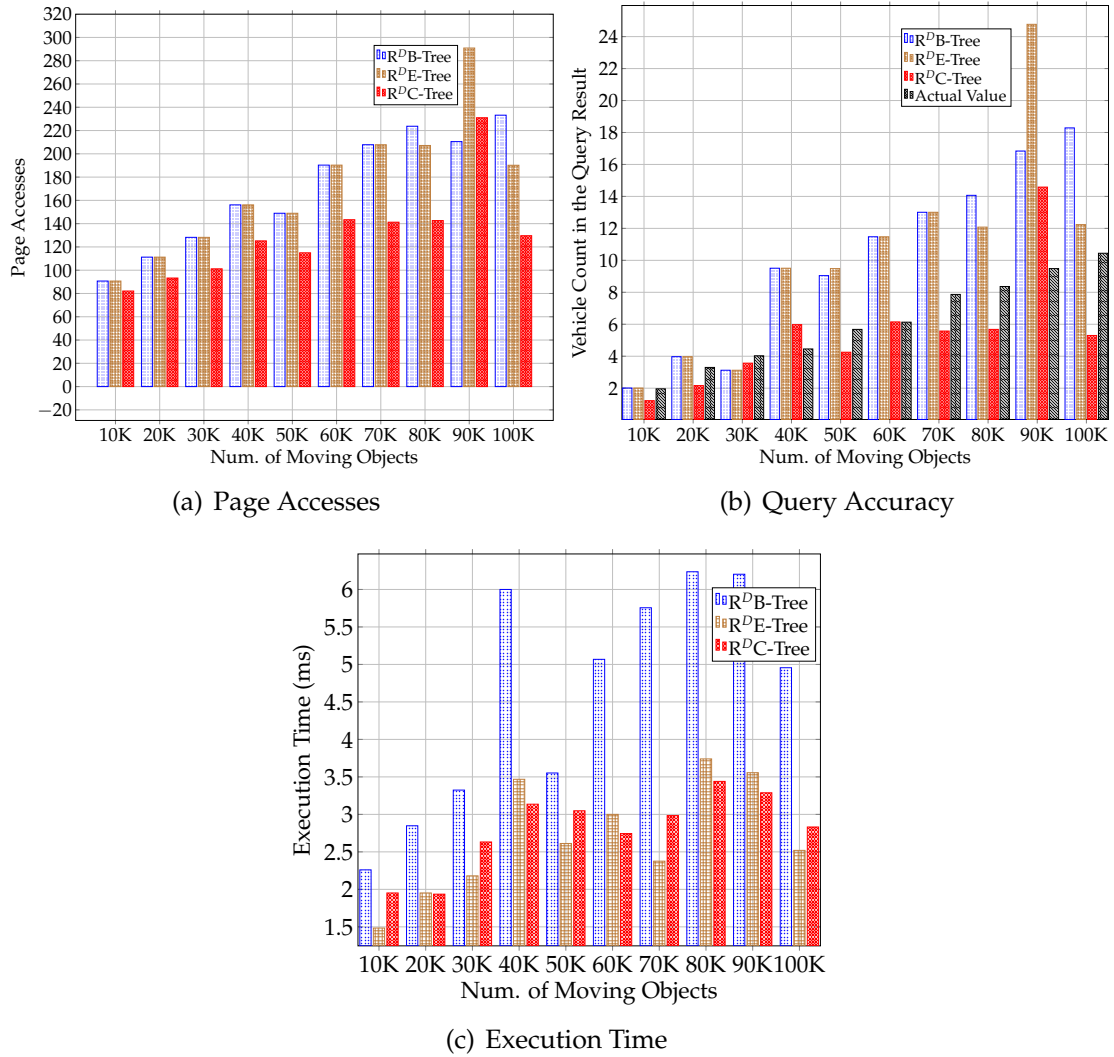 320
300
280
260
240
220
200
180
160
140
120
100
80
60
40
20
0
−20
Page Accesses
RᴰB-Tree
RᴰE-Tree
RᴰC-Tree
10K 20K 30K 40K 50K 60K 70K 80K 90K 100K
Num. of Moving Objects
(a) Page Accesses
24
22
20
18
16
14
12
10
8
6
4
2
Vehicle Count in the Query Result
RᴰB-Tree
RᴰE-Tree
RᴰC-Tree
Actual Value
10K 20K 30K 40K 50K 60K 70K 80K 90K 100K
Num. of Moving Objects
(b) Query Accuracy
6
5.5
5
4.5
4
3.5
3
2.5
2
1.5
Execution Time (ms)
RᴰB-Tree
RᴰE-Tree
RᴰC-Tree
10K 20K 30K 40K 50K 60K 70K 80K 90K 100K
Num. of Moving Objects
(c) Execution Time